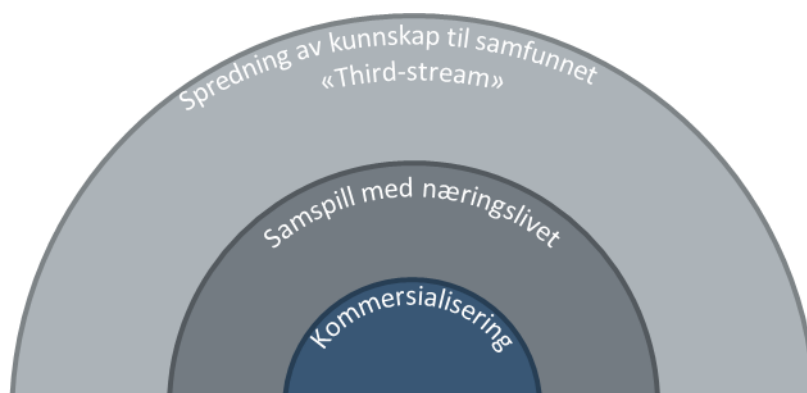 Spredning av kunnskap til samfunnet
«Third-stream»
Samspill med næringslivet
Kommersialisering